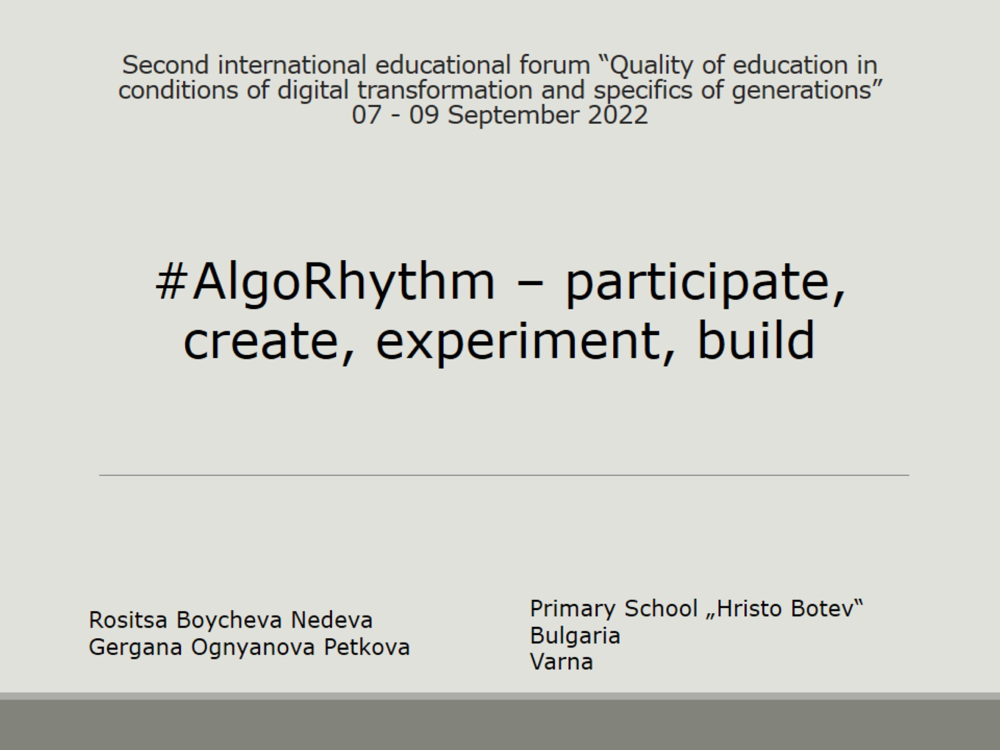 Second international educational forum “Quality of education in
conditions of digital transformation and specifics of generations”
07 - 09 September 2022
#AlgoRhythm – participate,
create, experiment, build
Rositsa Boycheva Nedeva
Gergana Ognyanova Petkova
Primary School „Hristo Botev“
Bulgaria
Varna